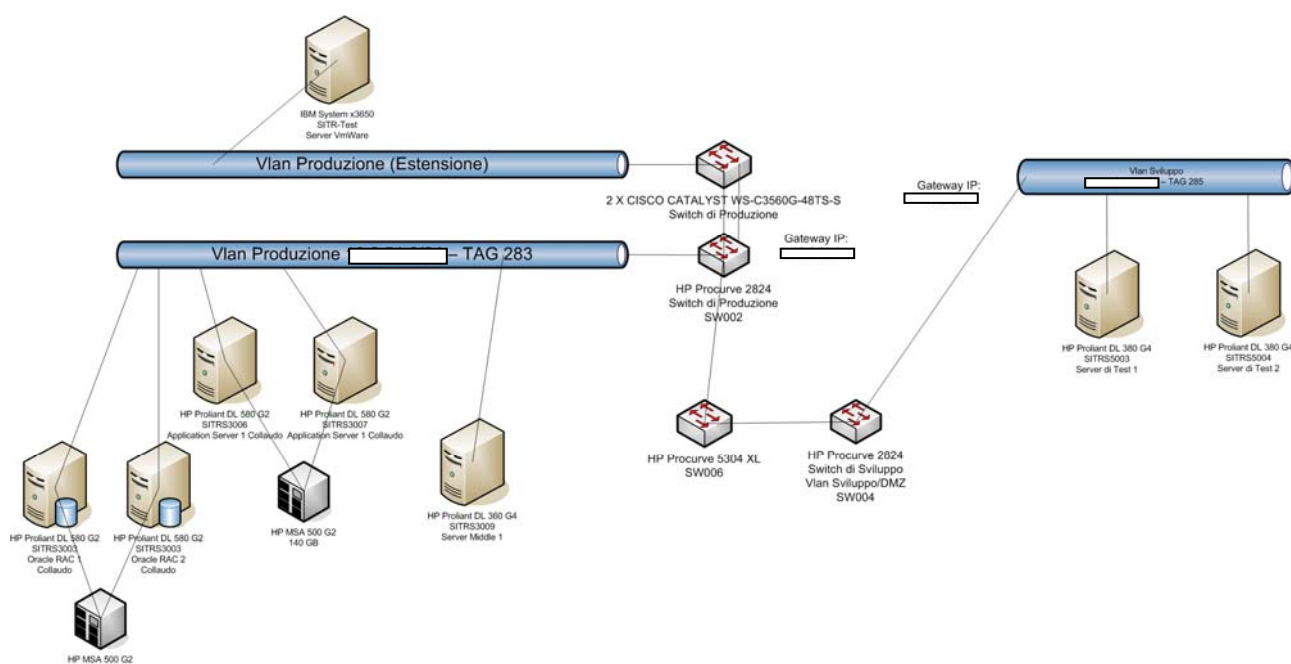 IBM System x3650
SITR-Test
Server VmWare
Vlan Produzione (Estensione)
2 X CISCO CATALYST WS-C3560G-48TS-S
Switch di Produzione
Gateway IP:
Vlan Sviluppo
– TAG 285
Vlan Produzione – TAG 283
Gateway IP:
HP Procurve 2824
Switch di Produzione
SW002
HP Proliant DL 380 G4
SITRS5003
Server di Test 1
HP Proliant DL 380 G4
SITRS5004
Server di Test 2
HP Proliant DL 580 G2
SITRS3006
Application Server 1 Collaudo
HP Proliant DL 580 G2
SITRS3007
Application Server 1 Collaudo
HP Procurve 5304 XL
SW006
HP Procurve 2824
Switch di Sviluppo
Vlan Sviluppo/DMZ
SW004
HP Proliant DL 580 G2
SITRS3003
Oracle RAC 1
Collaudo
HP Proliant DL 580 G2
SITRS3003
Oracle RAC 2
Collaudo
HP MSA 500 G2
140 GB
HP Proliant DL 360 G4
SITRS3009
Server Middle 1
HP MSA 500 G2